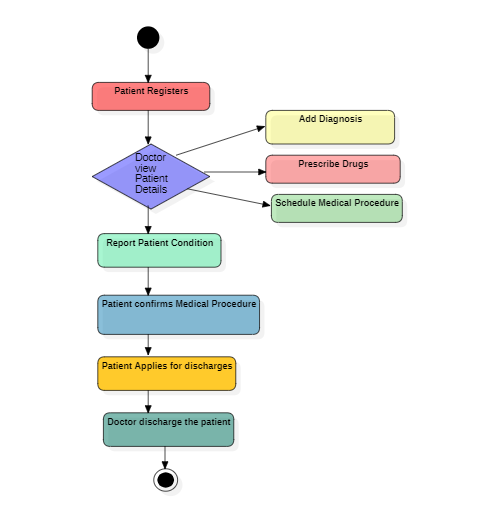 Patient Registers
Doctor
view
Patient
Details
Add Diagnosis
Prescribe Drugs
Schedule Medical Procedure
Report Patient Condition
Patient confirms Medical Procedure
Patient Applies for discharges
Doctor discharge the patient